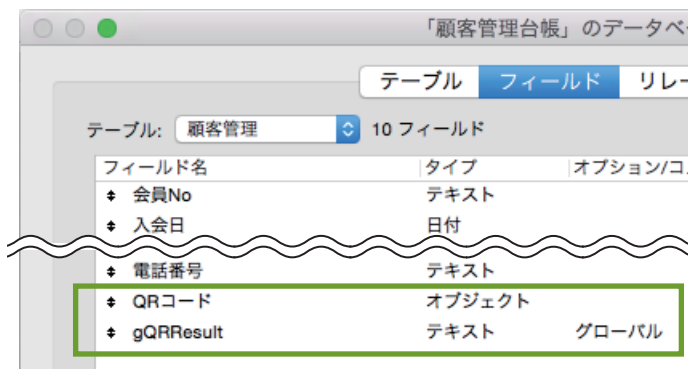 「顧客管理台帳」のデータベ
テーブル フィールド リレー
テーブル: 顧客管理 10 フィールド
フィールド名 タイプ オプション/コ
会員No テキスト
入会日 日付
電話番号 テキスト
QRコード オブジェクト
gQRResult テキスト グローバル